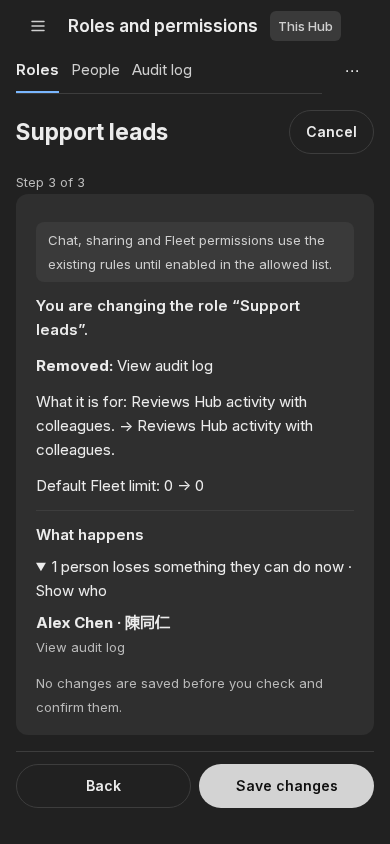 Roles and permissions
This Hub
Roles People Audit log
Support leads
Cancel
Step 3 of 3
Chat, sharing and Fleet permissions use the
existing rules until enabled in the allowed list.
You are changing the role “Support
leads”.
Removed: View audit log
What it is for: Reviews Hub activity with
colleagues. → Reviews Hub activity with
colleagues.
Default Fleet limit: 0 → 0
What happens
▼ 1 person loses something they can do now ·
Show who
Alex Chen · 陳同仁
View audit log
No changes are saved before you check and
confirm them.
Back
Save changes